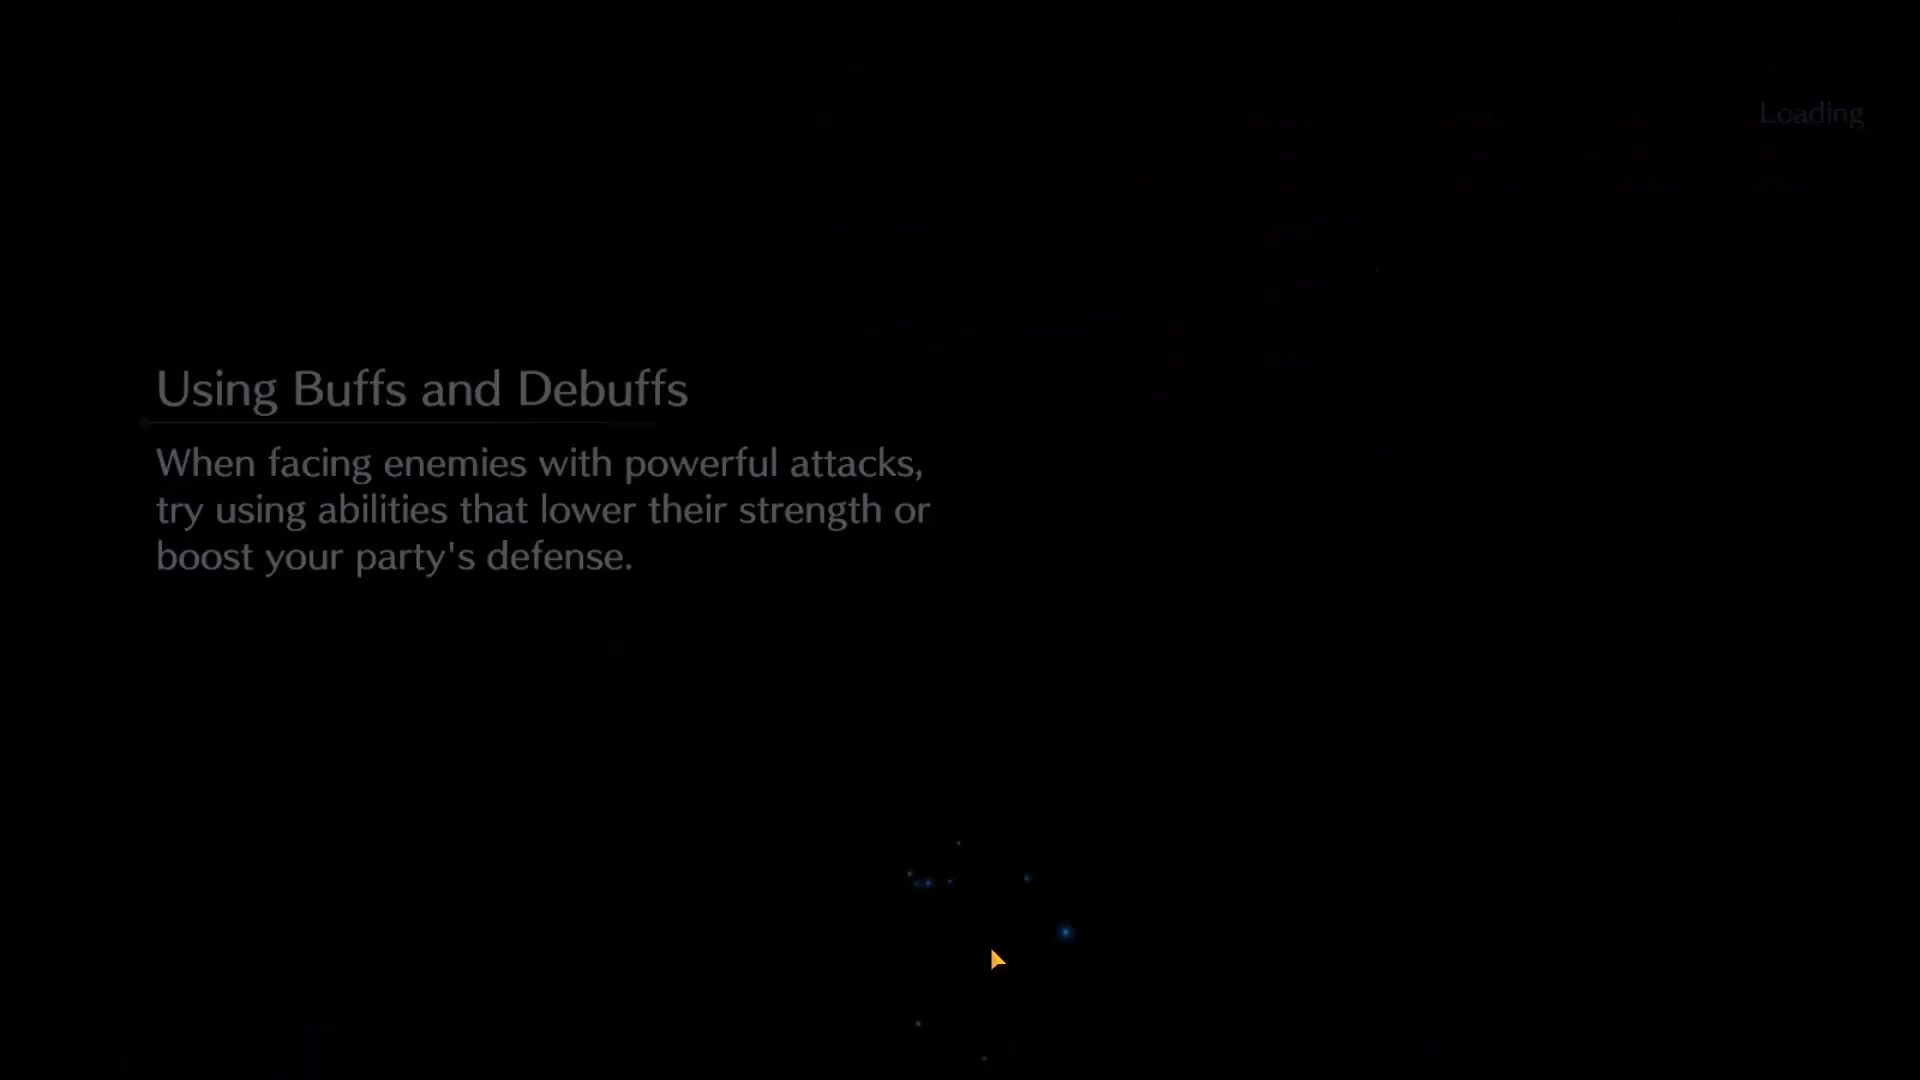 Loading
Using Buffs and Debuffs
When facing enemies with powerful attacks,
try using abilities that lower their strength or
boost your party's defense.